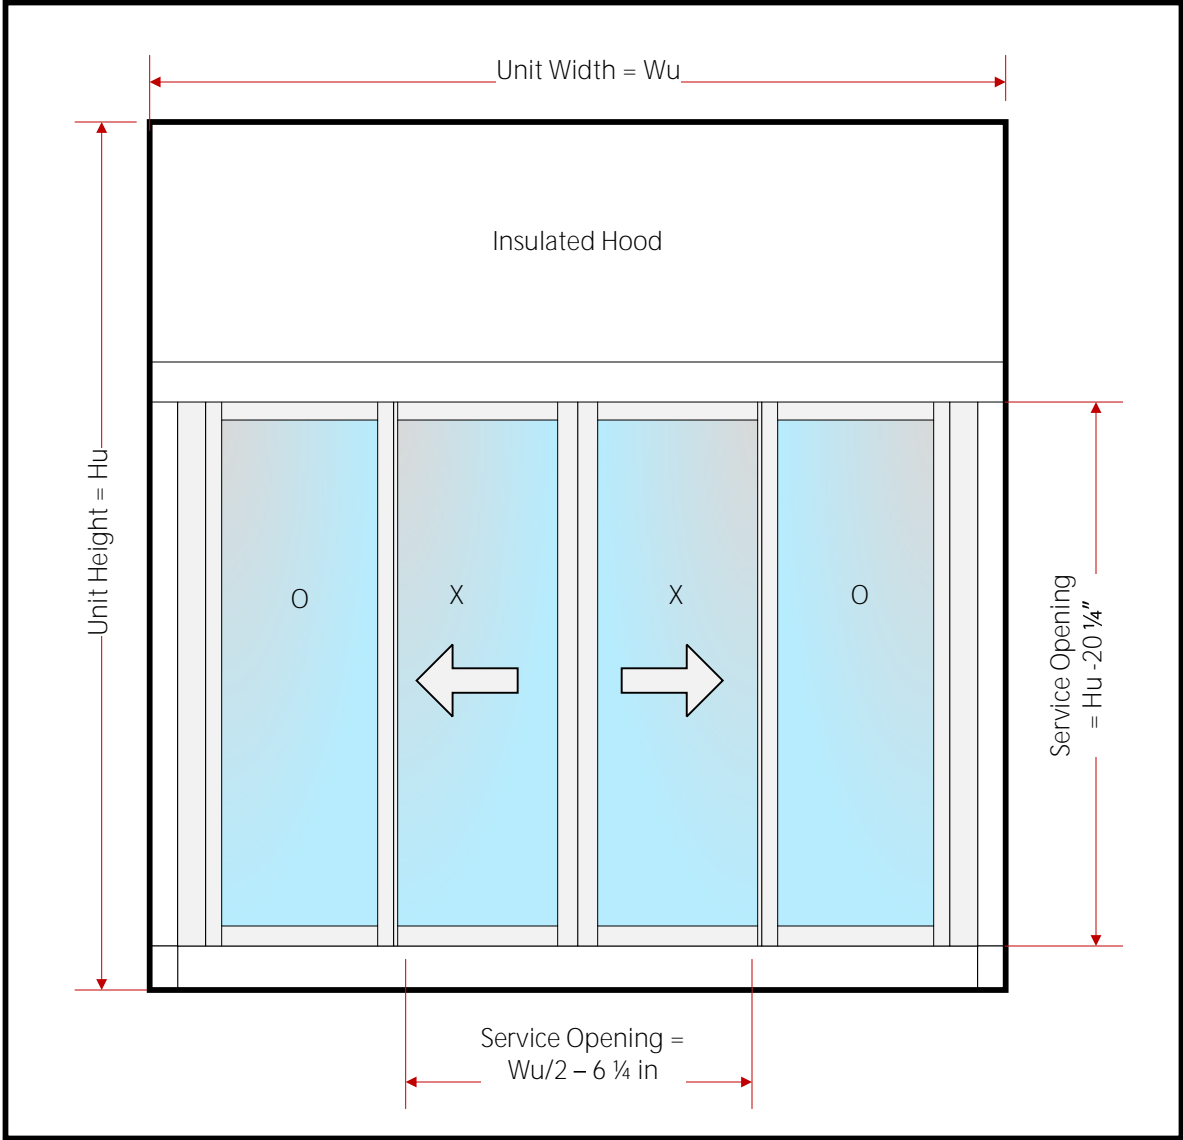 Unit Width = Wu
Insulated Hood
Unit Height = Hu
O
X
X
O
Service Opening
= Hu -20 ¼"
Service Opening =
Wu/2 – 6 ¼ in